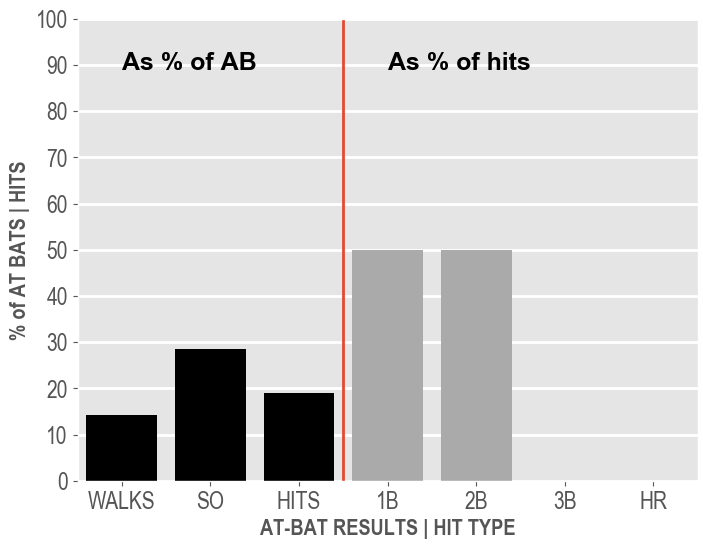 100
90
80
70
60
50
40
30
20
10
0
% of AT BATS | HITS
As % of AB
As % of hits
WALKS SO HITS 1B 2B 3B HR
AT-BAT RESULTS | HIT TYPE